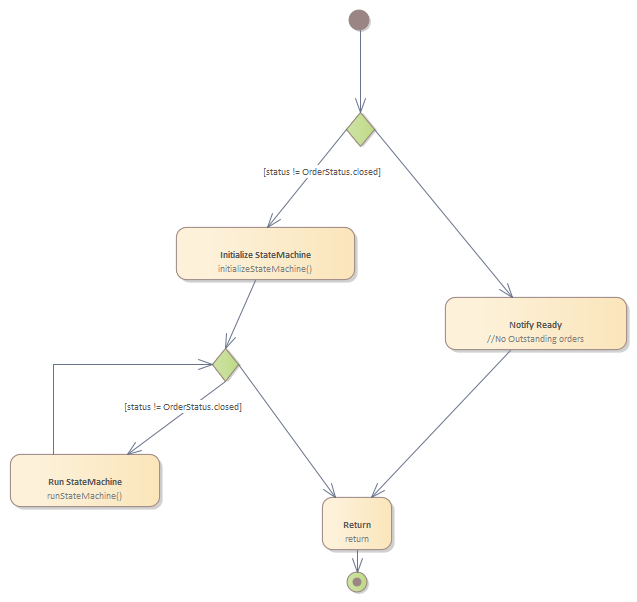 [status != OrderStatus.closed]
Initialize StateMachine
initializeStateMachine()
Notify Ready
//No Outstanding orders
[status != OrderStatus.closed]
Run StateMachine
runStateMachine()
Return
return